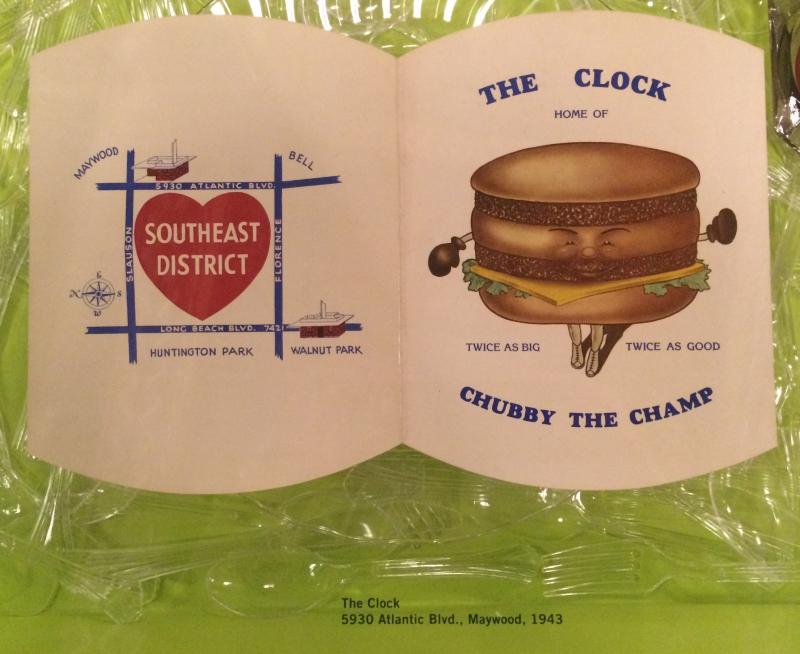 MAYWOOD
BELL
5930 ATLANTIC BLVD.
SLAUSON
SOUTHEAST
DISTRICT
FLORENCE
N
E
S
W
LONG BEACH BLVD.
HUNTINGTON PARK
WALNUT PARK
THE CLOCK
HOME OF
TWICE AS BIG
TWICE AS GOOD
CHUBBY THE CHAMP
The Clock
5930 Atlantic Blvd., Maywood, 1943